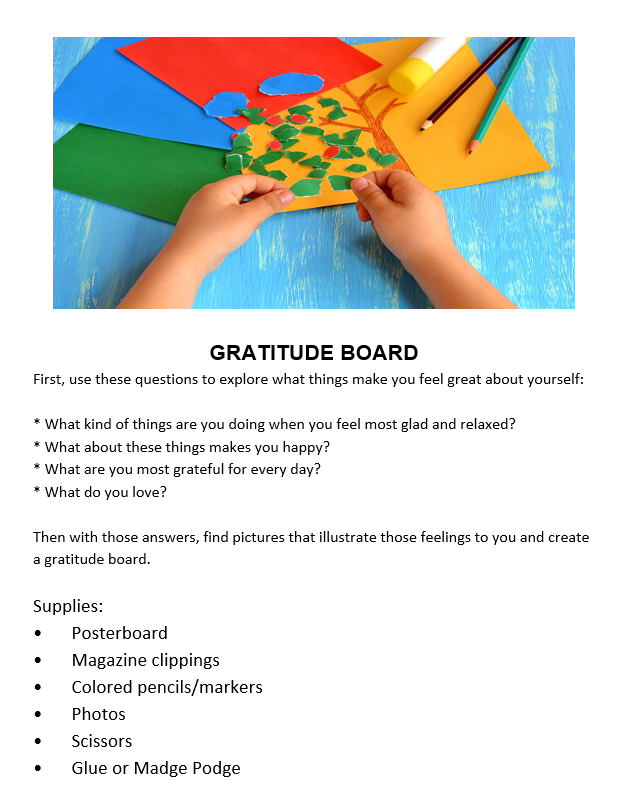 GRATITUDE BOARD
First, use these questions to explore what things make you feel great about yourself:
* What kind of things are you doing when you feel most glad and relaxed?
* What about these things makes you happy?
* What are you most grateful for every day?
* What do you love?
Then with those answers, find pictures that illustrate those feelings to you and create
a gratitude board.
Supplies:
• Posterboard
• Magazine clippings
• Colored pencils/markers
• Photos
• Scissors
• Glue or Madge Podge